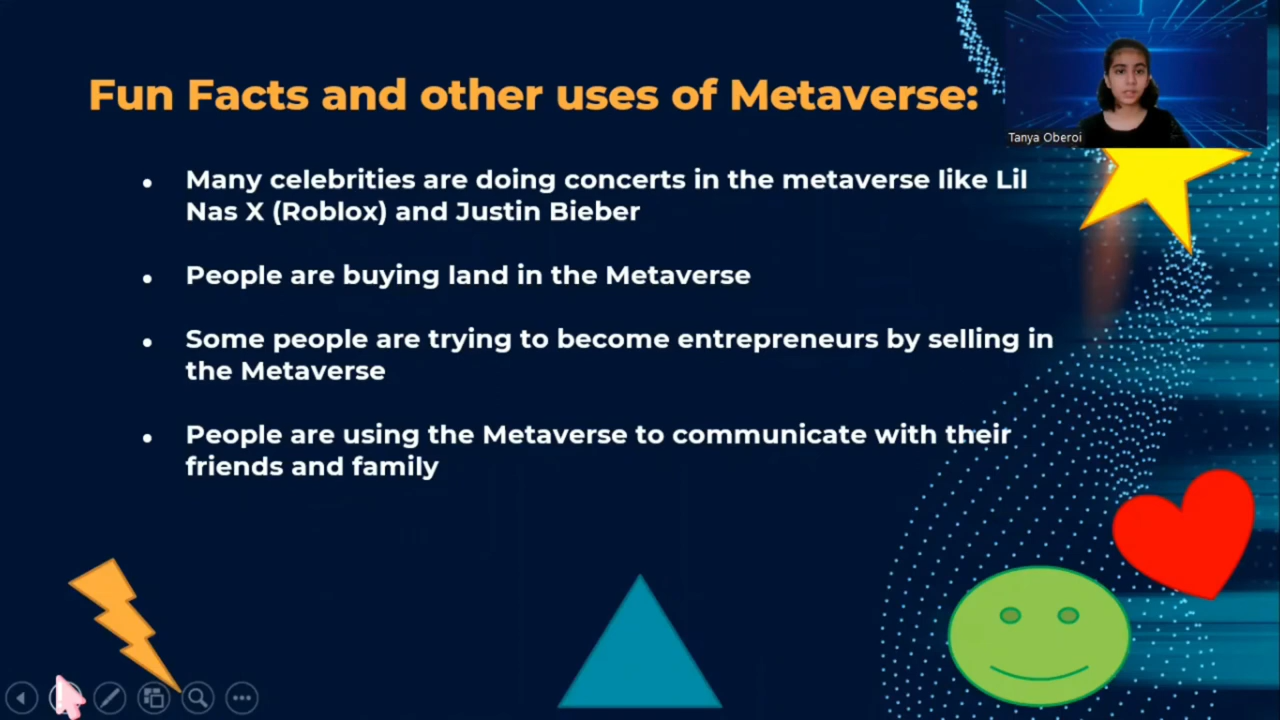 Fun Facts and other uses of Metaverse:
Tanya Oberoi
• Many celebrities are doing concerts in the metaverse like Lil
Nas X (Roblox) and Justin Bieber
• People are buying land in the Metaverse
• Some people are trying to become entrepreneurs by selling in
the Metaverse
• People are using the Metaverse to communicate with their
friends and family